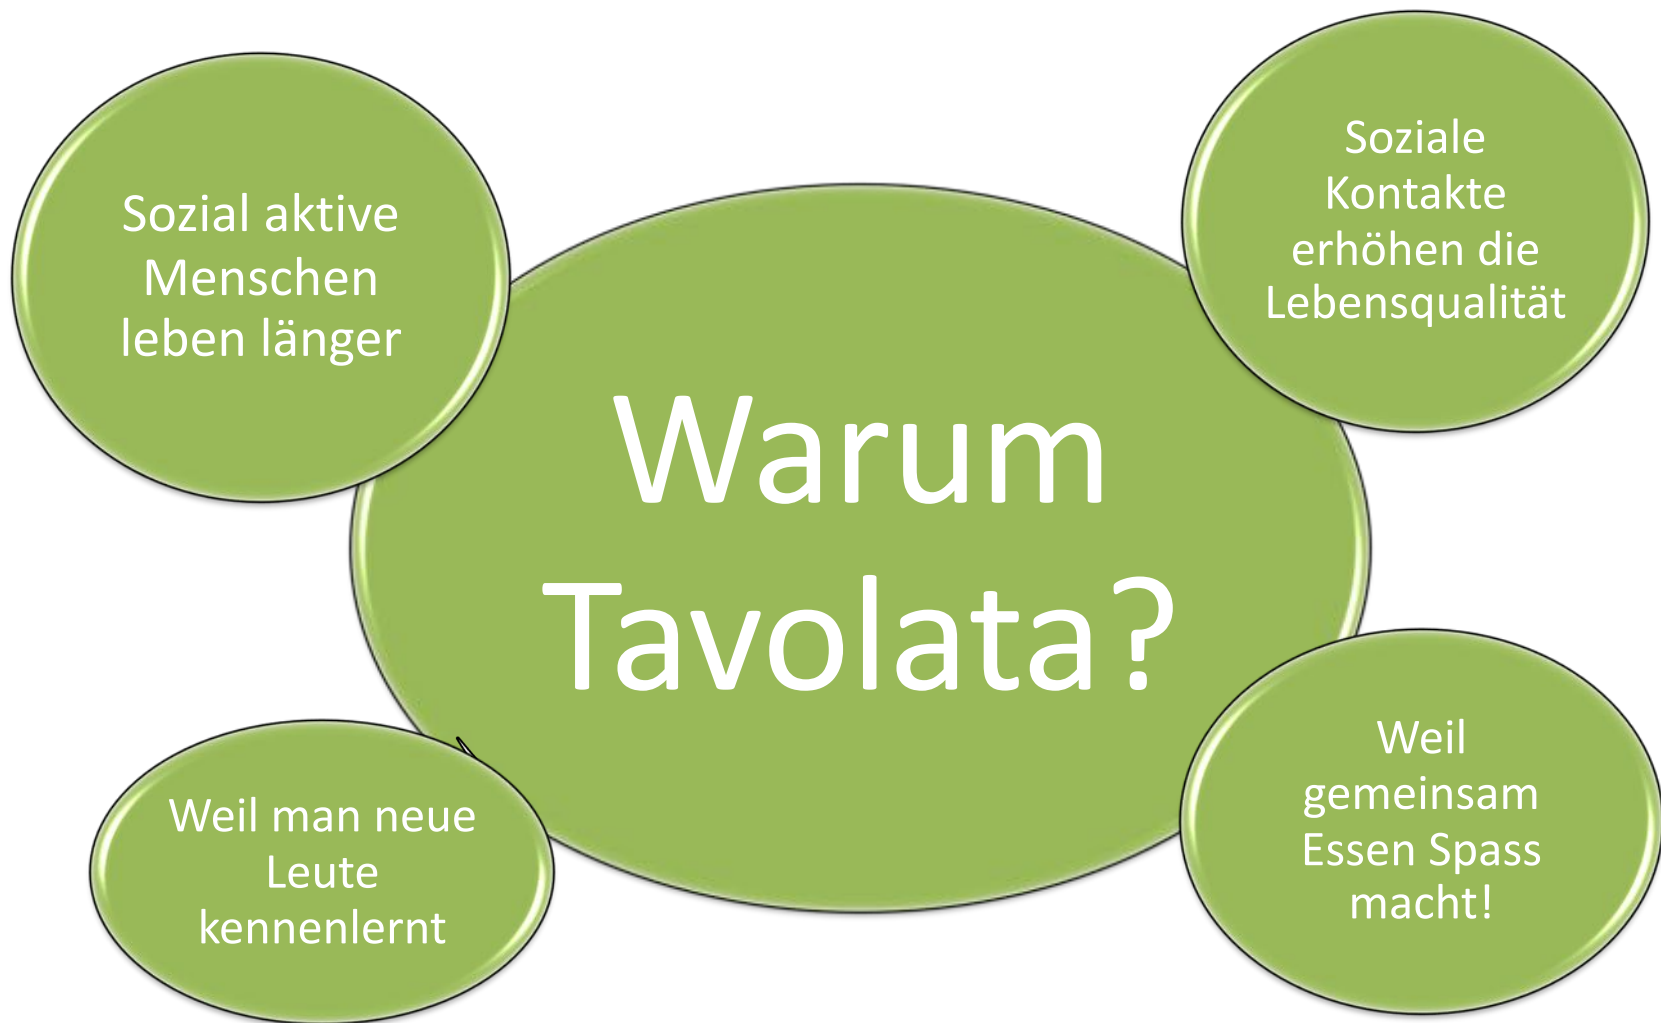 Sozial aktive
Menschen
leben länger
Soziale
Kontakte
erhöhen die
Lebensqualität
Warum
Tavolata?
Weil man neue
Leute
kennenlernt
Weil
gemeinsam
Essen Spass
macht!